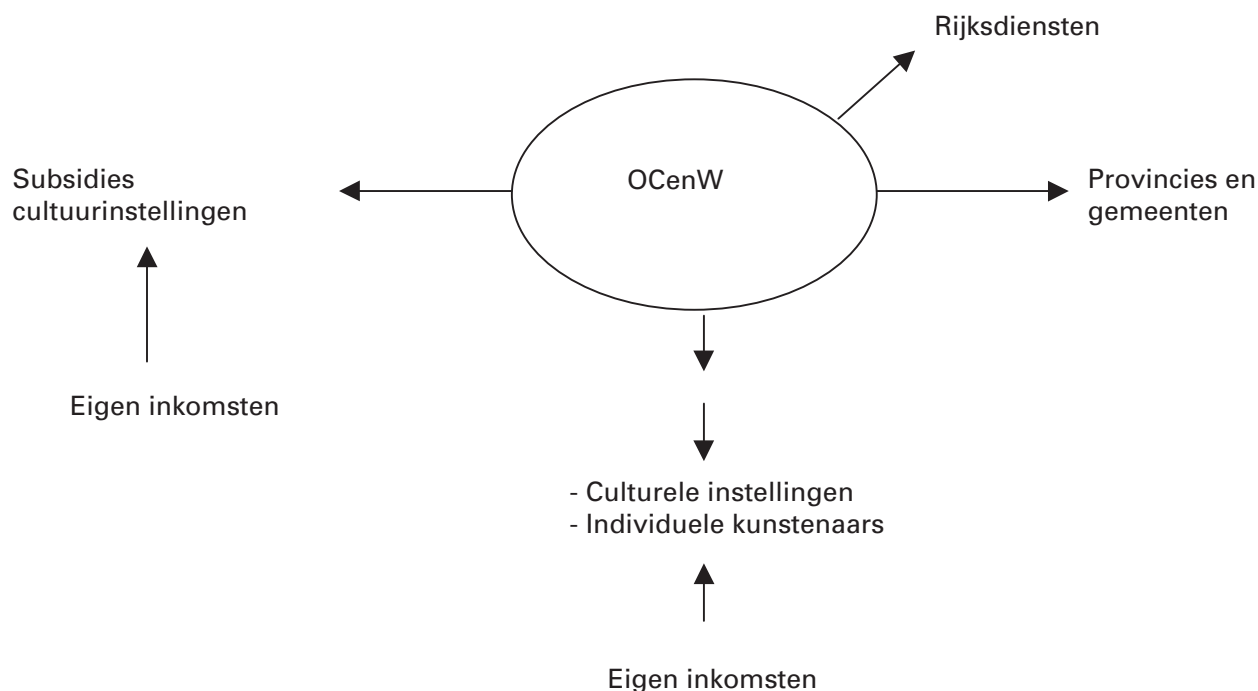 Rijksdiensten
OCenW
Subsidies
cultuurinstellingen
Provincies en
gemeenten
Eigen inkomsten
- Culturele instellingen
- Individuele kunstenaars
Eigen inkomsten